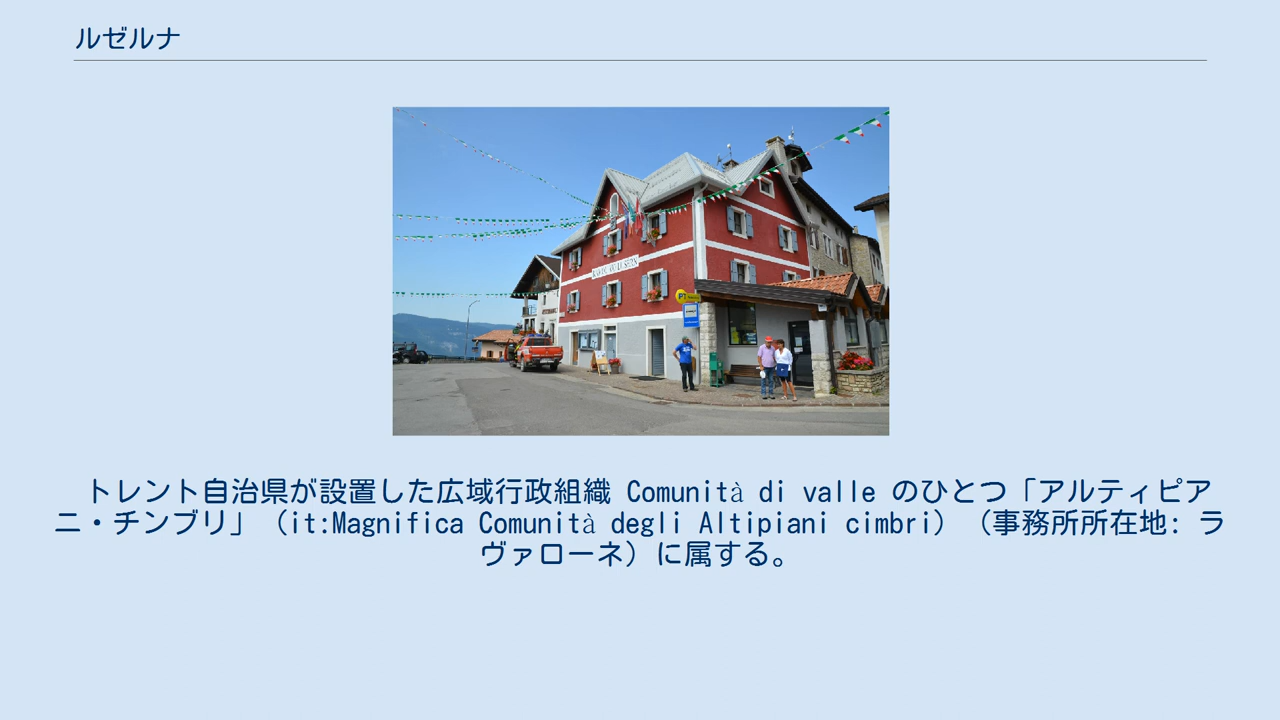 ルゼルナ
トレント自治県が設置した広域行政組織 Comunità di valle のひとつ「アルティピア
ニ・チンブリ」（it:Magnifica Comunità degli Altipiani cimbri）（事務所所在地: ラ
ヴァローネ）に属する。